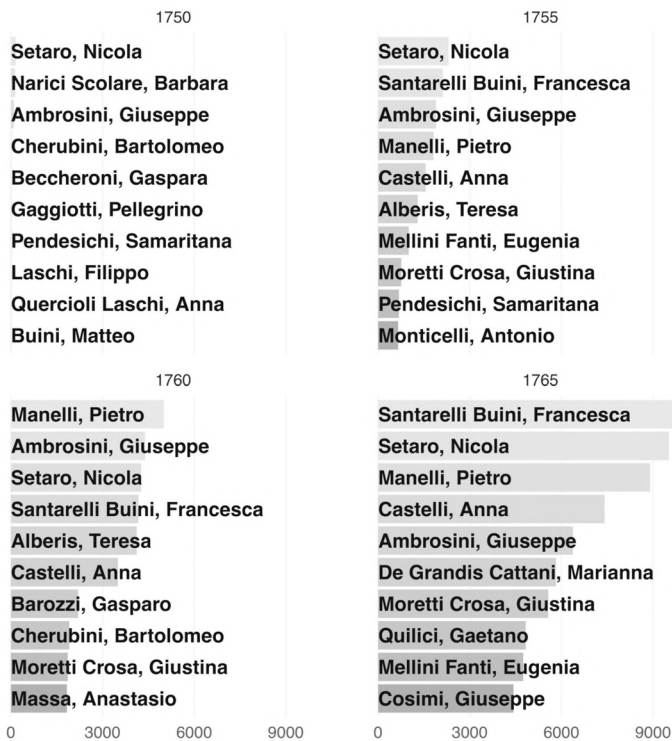 1750
Setaro, Nicola
Narici Scolare, Barbara
Ambrosini, Giuseppe
Cherubini, Bartolomeo
Beccheroni, Gaspara
Gaggiotti, Pellegrino
Pendesichi, Samaritana
Laschi, Filippo
Quercioli Laschi, Anna
Buini, Matteo
1755
Setaro, Nicola
Santarelli Buini, Francesca
Ambrosini, Giuseppe
Manelli, Pietro
Castelli, Anna
Alberis, Teresa
Mellini Fanti, Eugenia
Moretti Crosa, Giustina
Pendesichi, Samaritana
Monticelli, Antonio
1760
Manelli, Pietro
Ambrosini, Giuseppe
Setaro, Nicola
Santarelli Buini, Francesca
Alberis, Teresa
Castelli, Anna
Barozzi, Gasparo
Cherubini, Bartolomeo
Moretti Crosa, Giustina
Massa, Anastasio
0 3000 6000 9000
1765
Santarelli Buini, Francesca
Setaro, Nicola
Manelli, Pietro
Castelli, Anna
Ambrosini, Giuseppe
De Grandis Cattani, Marianna
Moretti Crosa, Giustina
Quilici, Gaetano
Mellini Fanti, Eugenia
Cosimi, Giuseppe
0 3000 6000 9000